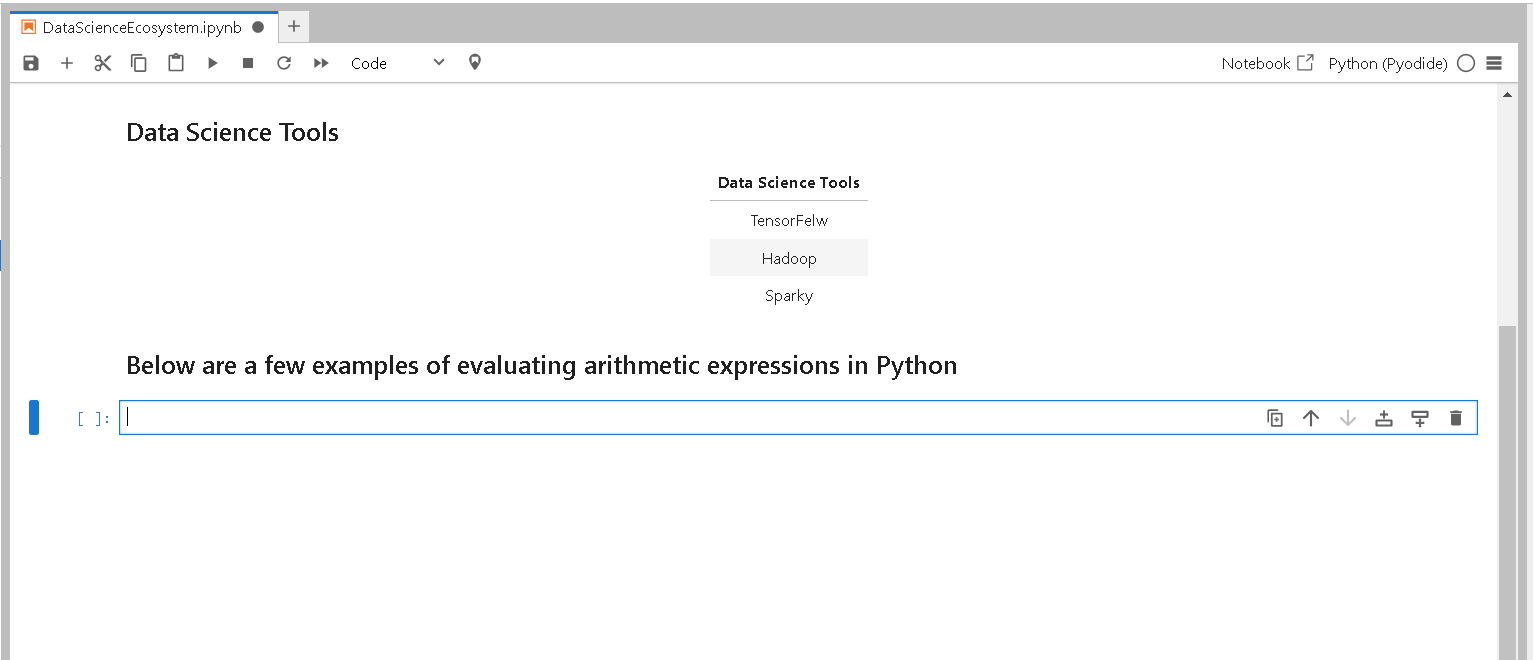 DataScienceEcosystem.ipynb
Code
Notebook
Python (Pyodide)
Data Science Tools
Data Science Tools
TensorFelw
Hadoop
Sparky
Below are a few examples of evaluating arithmetic expressions in Python
[ ]: